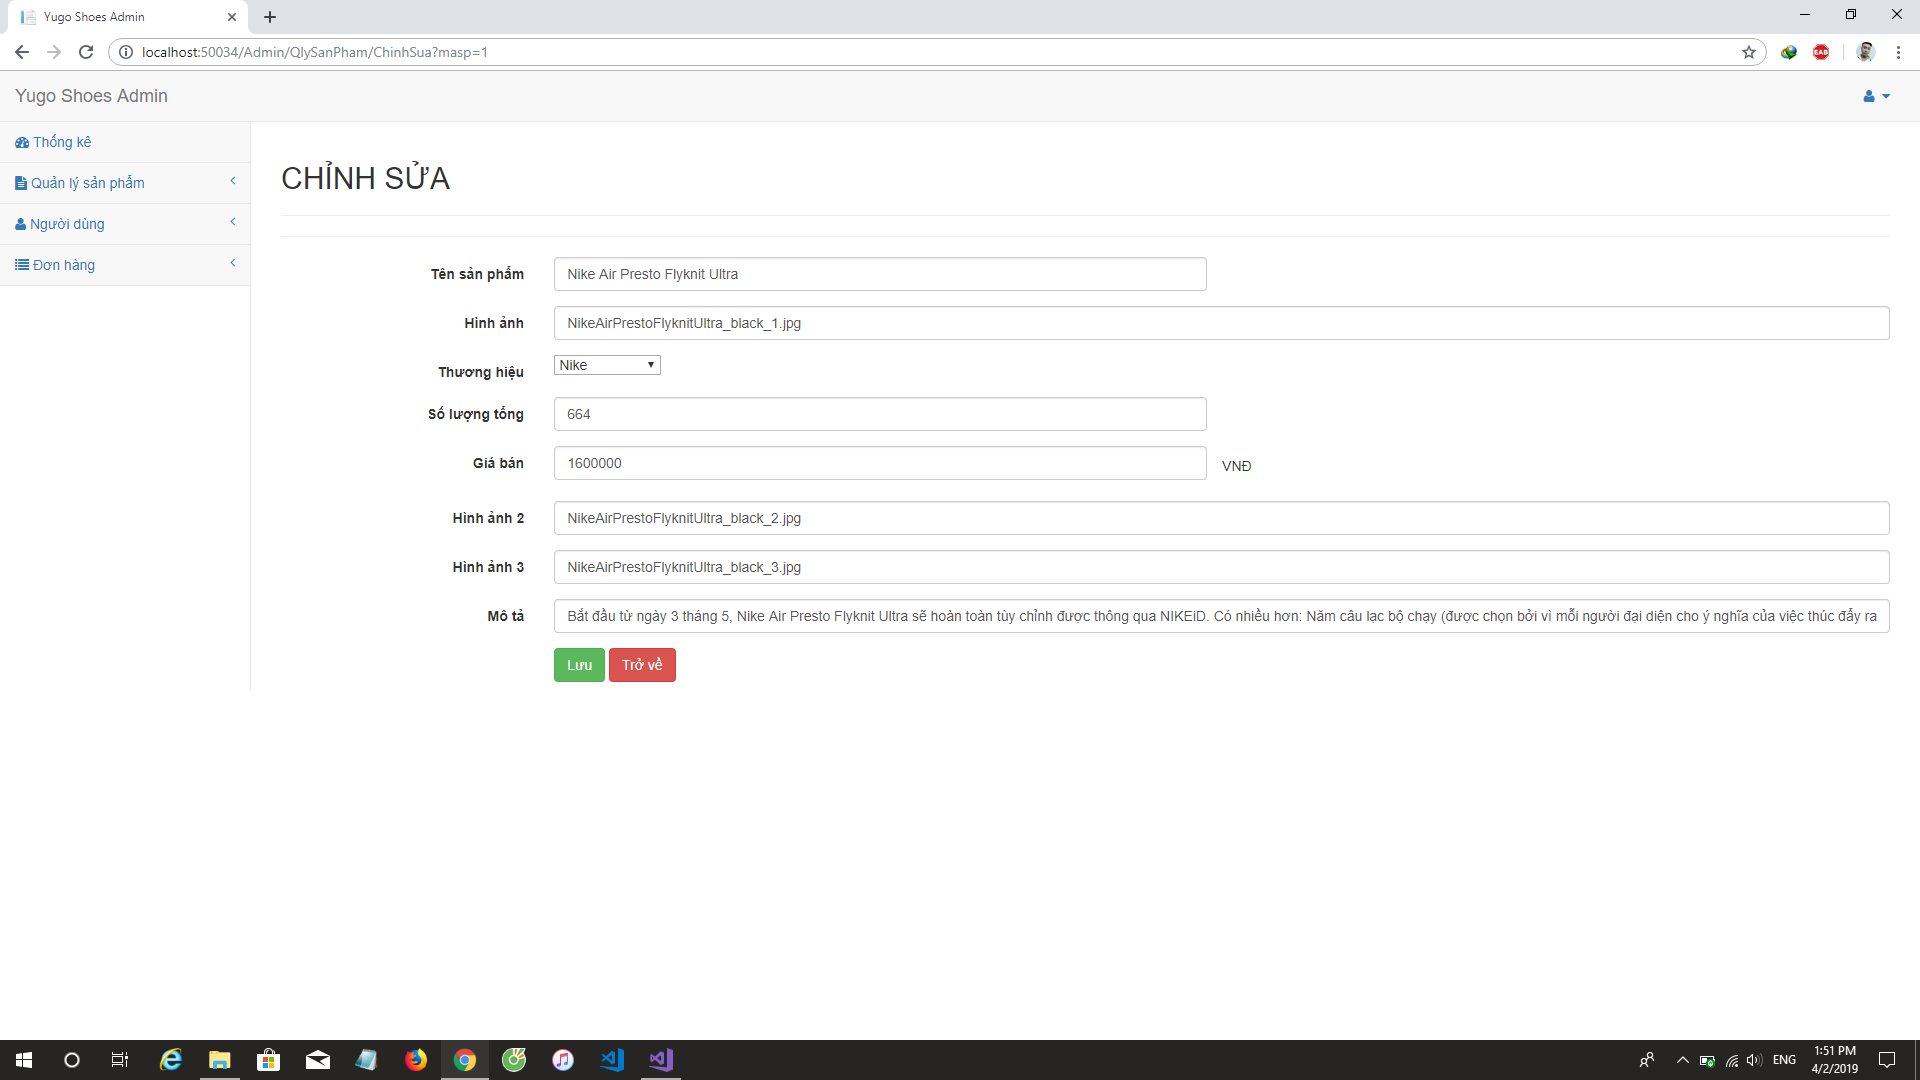 Yugo Shoes Admin
localhost:50034/Admin/QlySanPham/ChinhSua?masp=1
EAB
Yugo Shoes Admin
Thống kê
Quản lý sản phẩm
Người dùng
Đơn hàng
CHỈNH SỬA
Tên sản phẩm Nike Air Presto Flyknit Ultra
Hình ảnh NikeAirPrestoFlyknitUltra_black_1.jpg
Thương hiệu Nike
Số lượng tổng 664
Giá bán 1600000 VNĐ
Hình ảnh 2 NikeAirPrestoFlyknitUltra_black_2.jpg
Hình ảnh 3 NikeAirPrestoFlyknitUltra_black_3.jpg
Mô tả Bắt đầu từ ngày 3 tháng 5, Nike Air Presto Flyknit Ultra sẽ hoàn toàn tùy chỉnh được thông qua NIKEiD. Có nhiều hơn: Năm câu lạc bộ chạy (được chọn bởi vì mỗi người đại diện cho ý nghĩa của việc thúc đẩy ra
Lưu Trở về
ENG
1:51 PM
4/2/2019